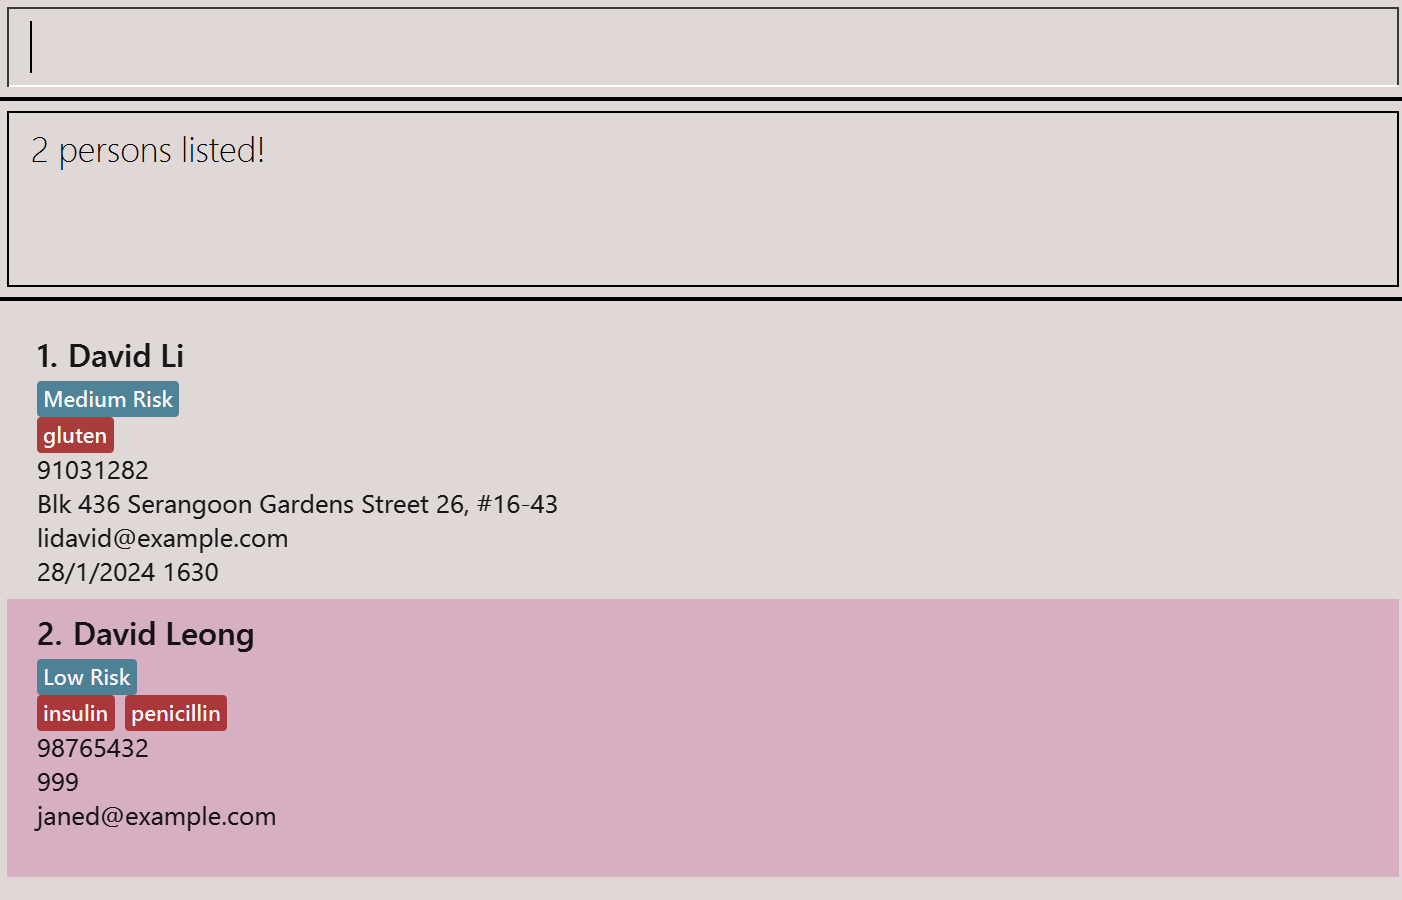 2 persons listed!
1. David Li
Medium Risk
gluten
91031282
Blk 436 Serangoon Gardens Street 26, #16-43
lidavid@example.com
28/1/2024 1630
2. David Leong
Low Risk
insulin penicillin
98765432
999
janed@example.com